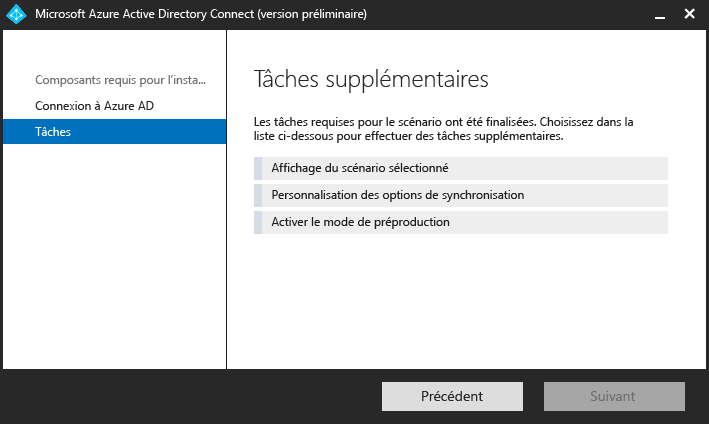 Microsoft Azure Active Directory Connect (version préliminaire)
Composants requis pour l'insta...
Connexion à Azure AD
Tâches
Tâches supplémentaires
Les tâches requises pour le scénario ont été finalisées. Choisissez dans la
liste ci-dessous pour effectuer des tâches supplémentaires.
Affichage du scénario sélectionné
Personnalisation des options de synchronisation
Activer le mode de préproduction
Précédent
Suivant